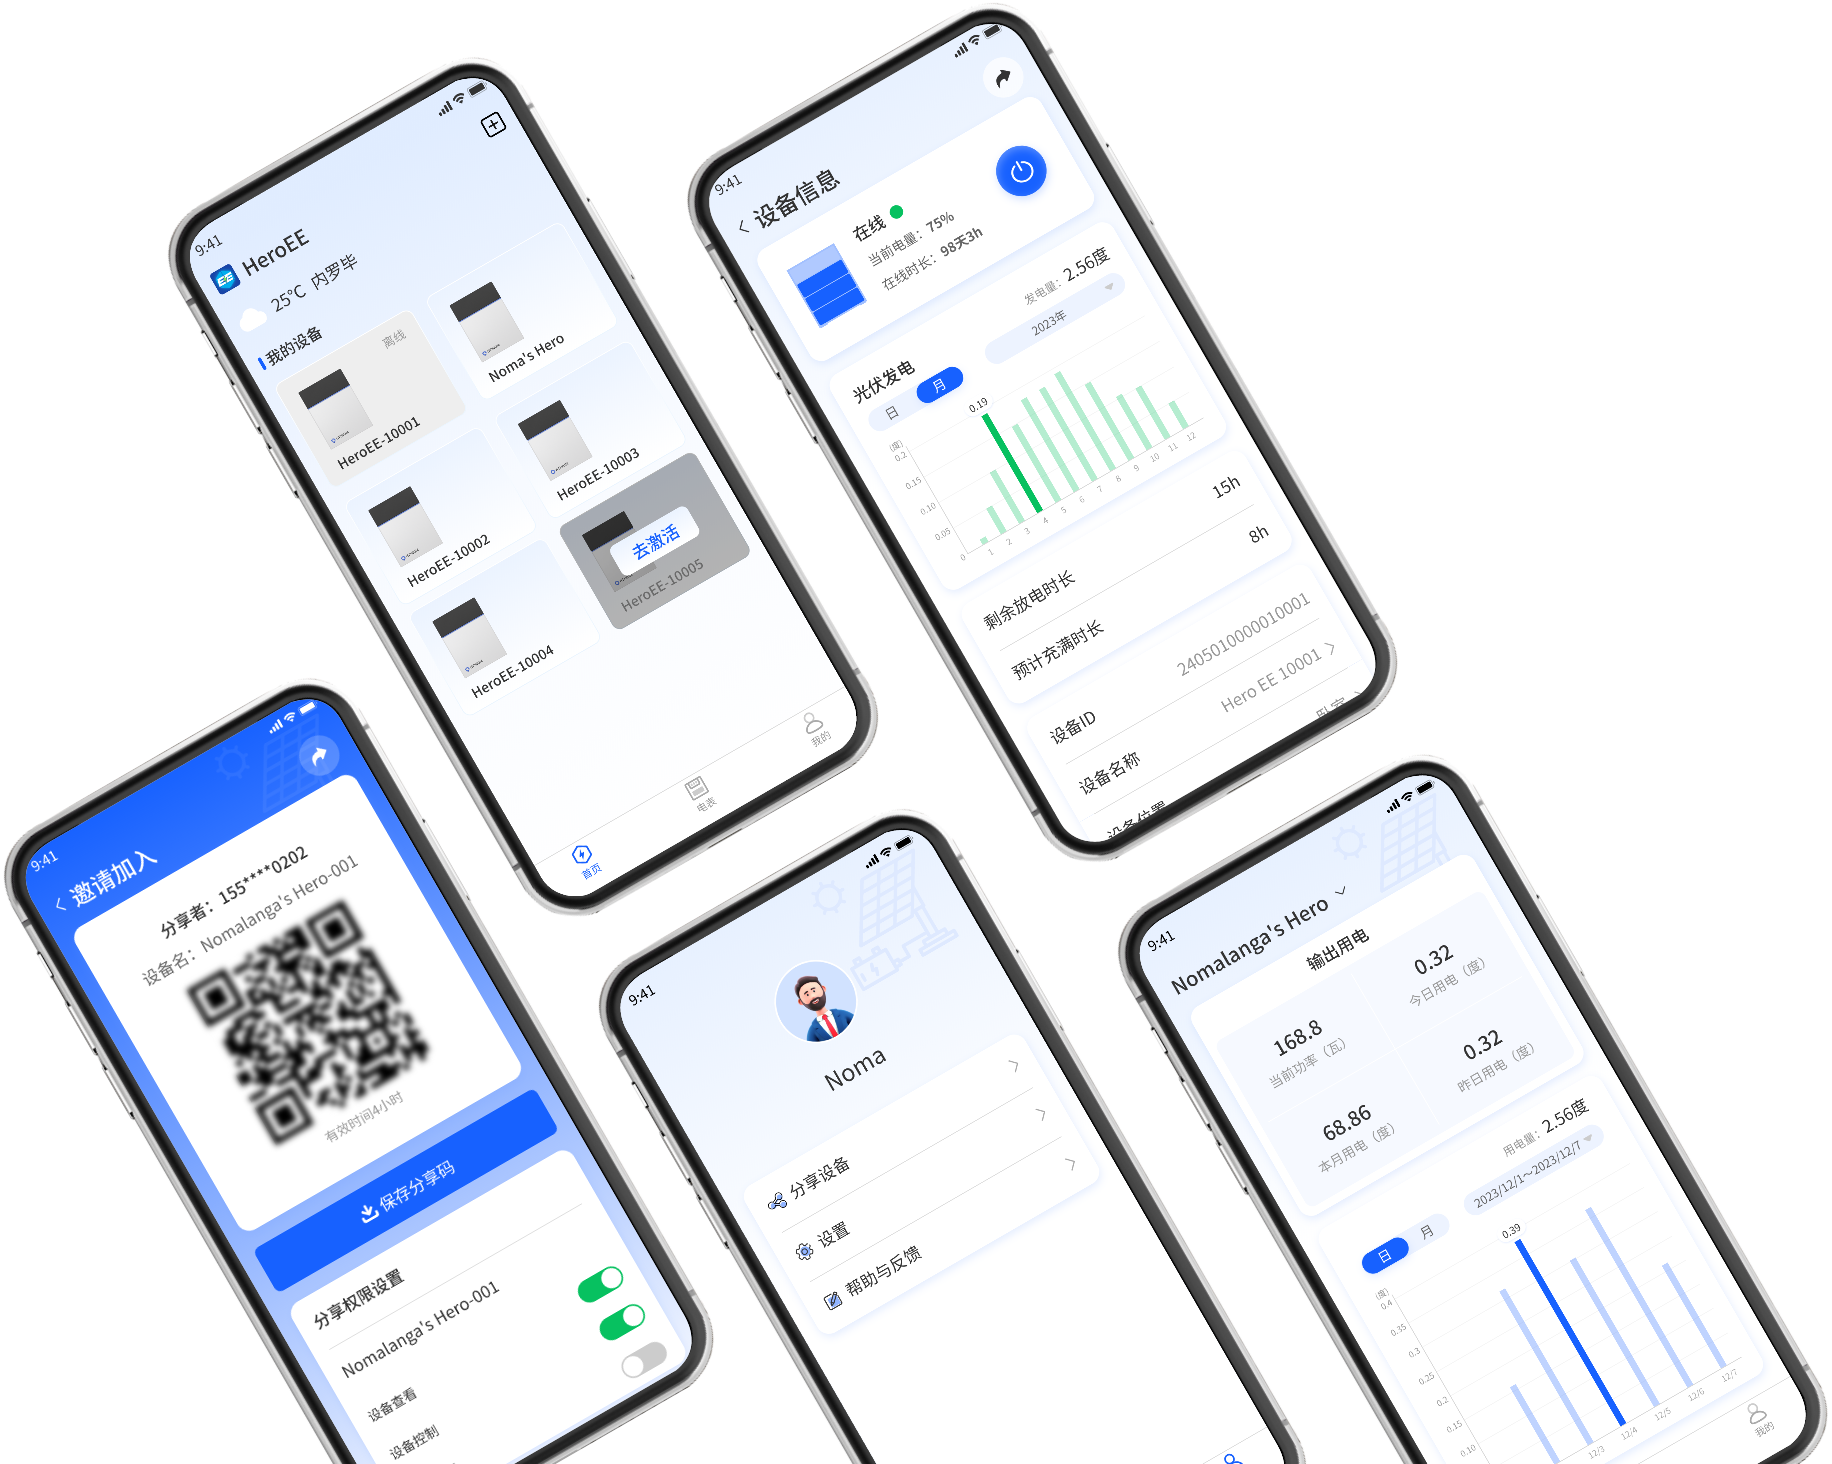 9:41
HeroEE
25℃ 内罗毕
我的设备
离线
HeroEE-10001
Noma's Hero
HeroEE-10002
HeroEE-10003
HeroEE-10004
去激活
HeroEE-10005
首页
电表
我的
9:41
设备信息
在线
当前电量：75%
在线时长：98天3h
光伏发电
发电量：2.56度
日
月
2023年
0.19
(度)
0.2
0.15
0.10
0.05
0
1
2
3
4
5
6
7
8
9
10
11
12
剩余放电时长
15h
预计充满时长
8h
设备ID
2405010000010001
设备名称
Hero EE 10001
设备位置
卧室
9:41
邀请加入
分享者：155****0202
设备名：Nomalanga's Hero-001
有效时间4小时
保存分享码
分享权限设置
Nomalanga's Hero-001
设备查看
设备控制
9:41
Noma
分享设备
设置
帮助与反馈
9:41
Nomalanga's Hero
输出用电
168.8
当前功率（瓦）
0.32
今日用电（度）
68.86
本月用电（度）
0.32
昨日用电（度）
用电量：2.56度
日
月
2023/12/1～2023/12/7
0.39
(度)
0.4
0.35
0.3
0.25
0.2
0.15
0.10
12/3
12/4
12/5
12/6
12/7
我的